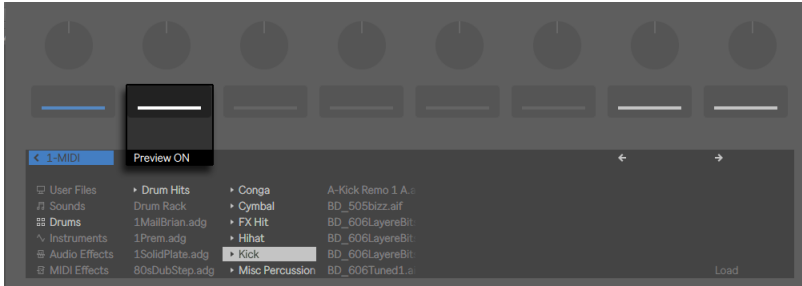 1-MIDI Preview ON
User Files Drum Hits Conga A-Kick Remo 1 A.a
Sounds Drum Rack Cymbal BD_505bizz.aif
Drums 1MailBrian.adg FX Hit BD_606LayereBit
Instruments 1Prem.adg Hihat BD_606LayereBit
Audio Effects 1SolidPlate.adg Kick BD_606LayereBit
MIDI Effects 80sDubStep.adg Misc Percussion BD_606Tuned1.a Load